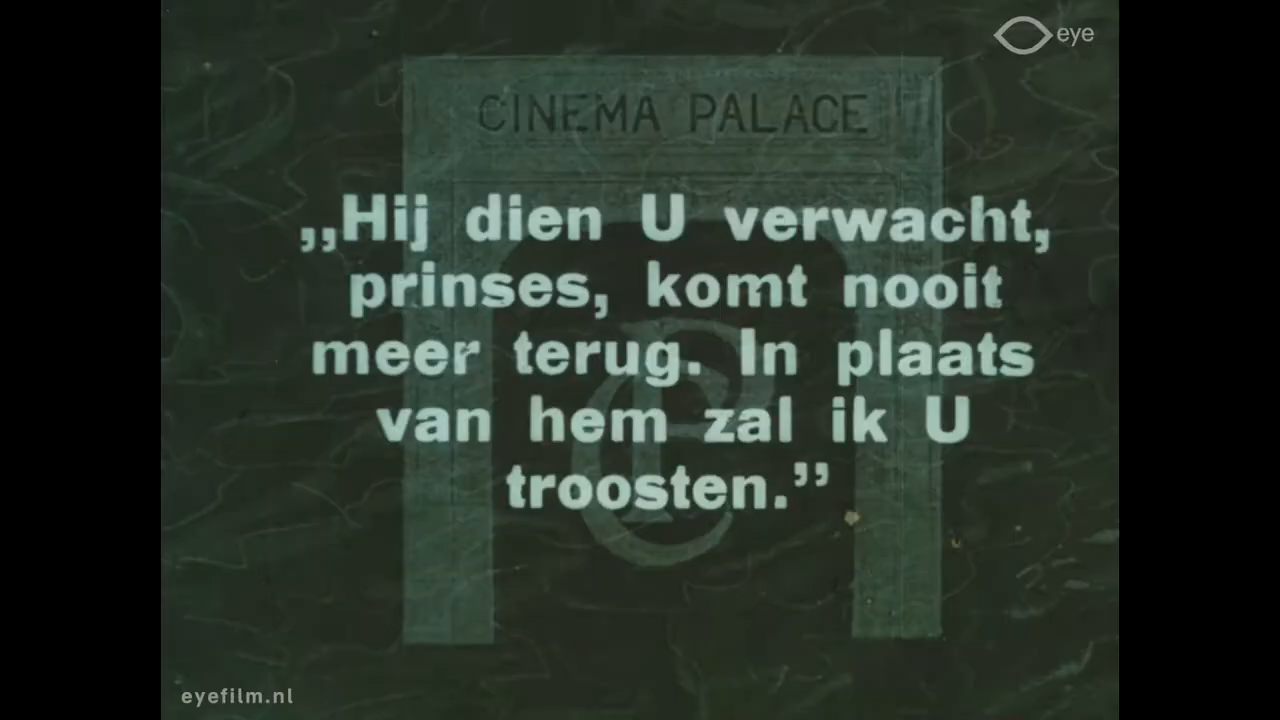 eye
CINEMA PALACE
„Hij dien U verwacht,
prinses, komt nooit
meer terug. In plaats
van hem zal ik U
troosten.”
eyefilm.nl